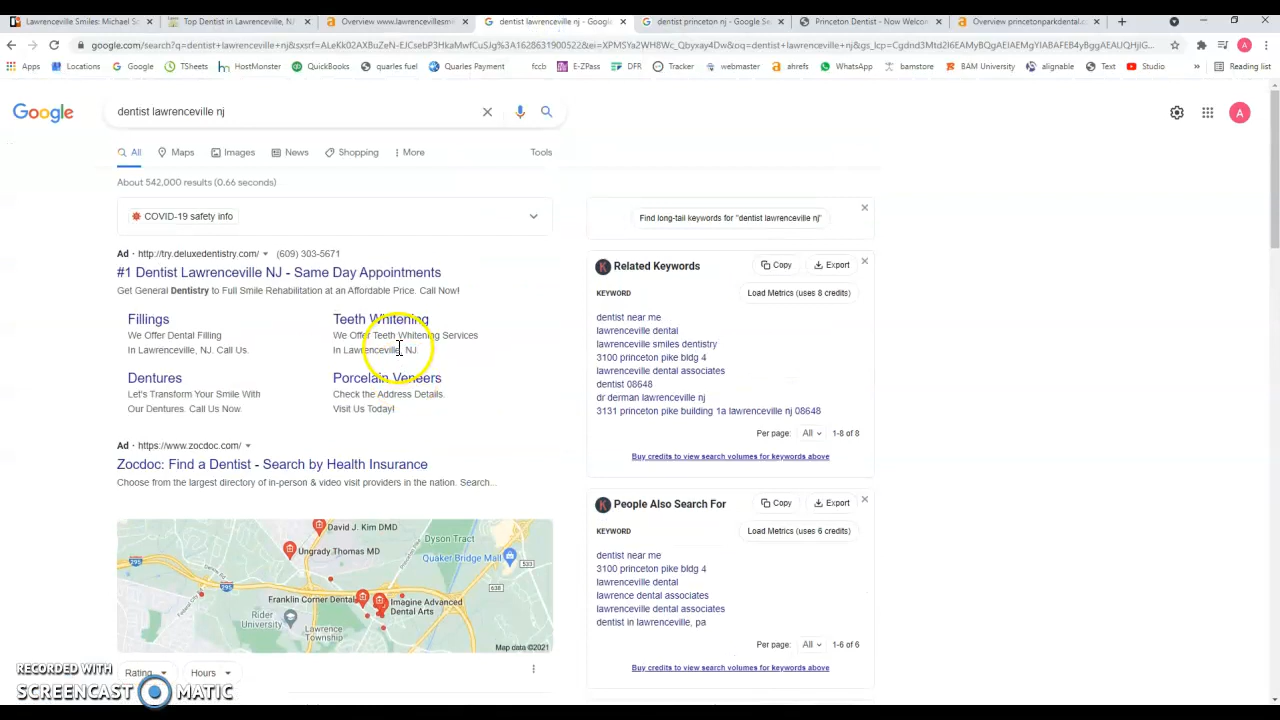 Lawrenceville Smiles: Michael S
Top Dentist in Lawrenceville, NJ
Overview www.lawrencevillesmi
dentist lawrenceville nj - Google
dentist princeton nj - Google Sea
Princeton Dentist - Now Welcom
Overview princetonparkdental.c
google.com/search?q=dentist+lawrenceville+nj&
Apps
Locations
Google
TSheets
HostMonster
QuickBooks
quarles fuel
Quarles Payment
fccb
E-ZPass
DFR
Tracker
webmaster
ahrefs
WhatsApp
bamstore
BAM University
alignable
Text
Studio
Reading list
Google
dentist lawrenceville nj
A
All
Maps
Images
News
Shopping
More
Tools
About 542,000 results (0.66 seconds)
COVID-19 safety info
Ad · http://try.deluxedentistry.com/ (609) 303-5671
#1 Dentist Lawrenceville NJ - Same Day Appointments
Get General Dentistry to Full Smile Rehabilitation at an Affordable Price. Call Now!
Fillings
We Offer Dental Filling
In Lawrenceville, NJ. Call Us.
Teeth Whitening
We Offer Teeth Whitening Services
In Lawrenceville, NJ.
Dentures
Let's Transform Your Smile With
Our Dentures. Call Us Now.
Porcelain Veneers
Check the Address Details.
Visit Us Today!
Ad · https://www.zocdoc.com/
Zocdoc: Find a Dentist - Search by Health Insurance
Choose from the largest directory of in-person & video visit providers in the nation. Search...
David J. Kim DMD
Ungrady Thomas MD
Dyson Tract
Quaker Bridge Mall
533
295
638
Franklin Corner Dental
Imagine Advanced
Dental Arts
Rider
University
Lawrence
Township
295
Map data ©2021
Rating
Hours
Find long-tail keywords for "dentist lawrenceville nj"
Related Keywords
Copy
Export
KEYWORD
Load Metrics (uses 8 credits)
dentist near me
lawrenceville dental
lawrenceville smiles dentistry
3100 princeton pike bldg 4
lawrenceville dental associates
dentist 08648
dr derman lawrenceville nj
3131 princeton pike building 1a lawrenceville nj 08648
Per page: All 1-8 of 8
Buy credits to view search volumes for keywords above
People Also Search For
Copy
Export
KEYWORD
Load Metrics (uses 6 credits)
dentist near me
3100 princeton pike bldg 4
lawrenceville dental
lawrence dental associates
lawrenceville dental associates
dentist in lawrenceville, pa
Per page: All 1-6 of 6
Buy credits to view search volumes for keywords above
RECORDED WITH
SCREENCAST MATIC